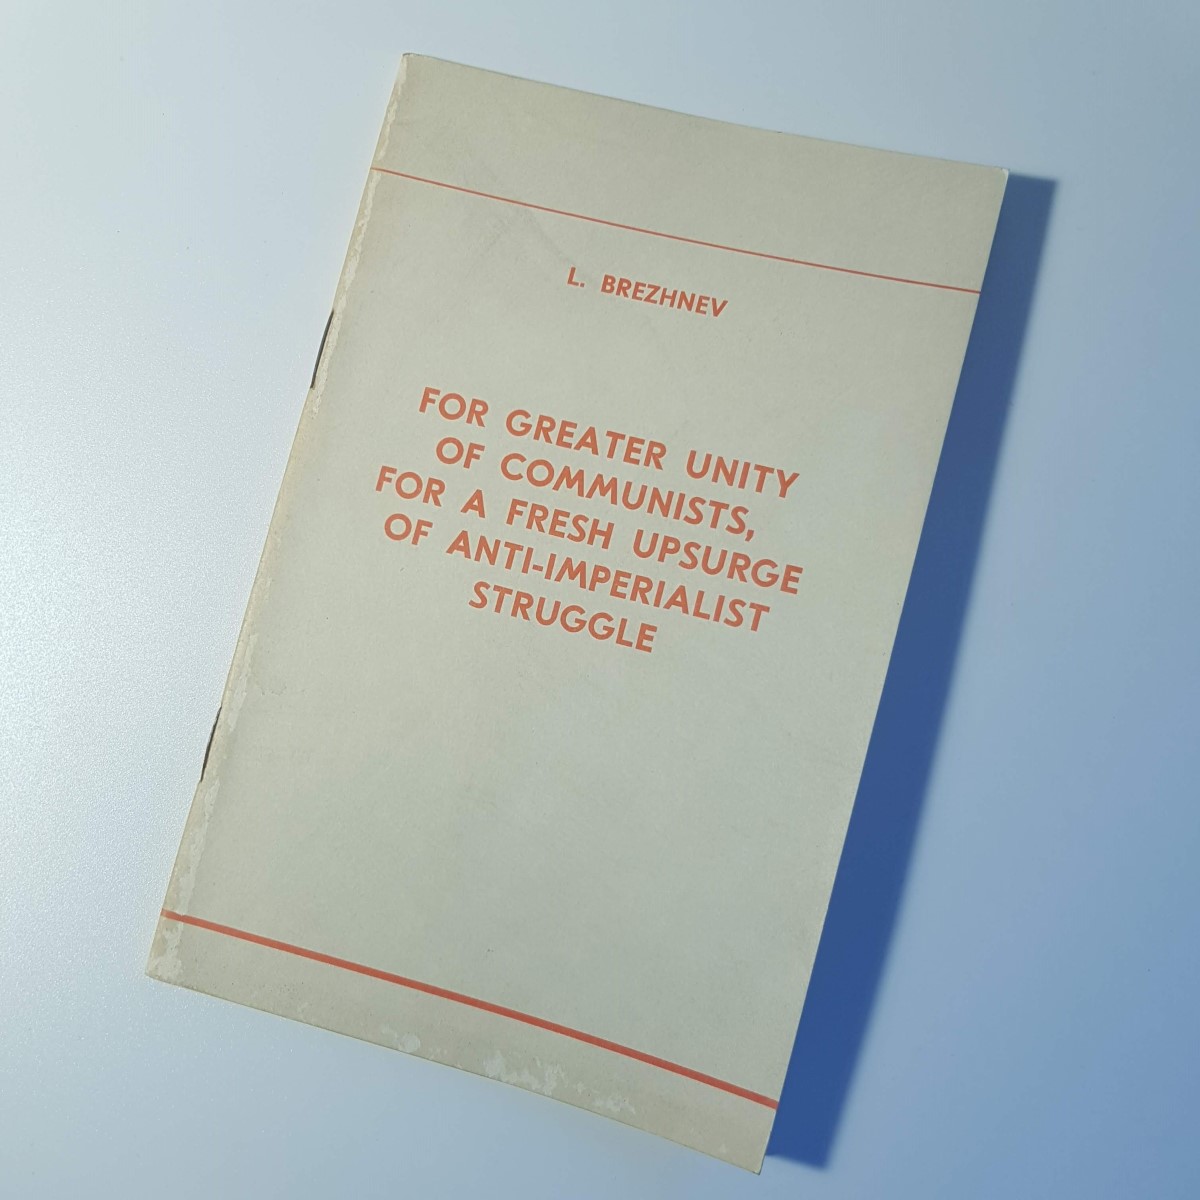 L. BREZHNEV
FOR GREATER UNITY
OF COMMUNISTS,
FOR A FRESH UPSURGE
OF ANTI-IMPERIALIST
STRUGGLE